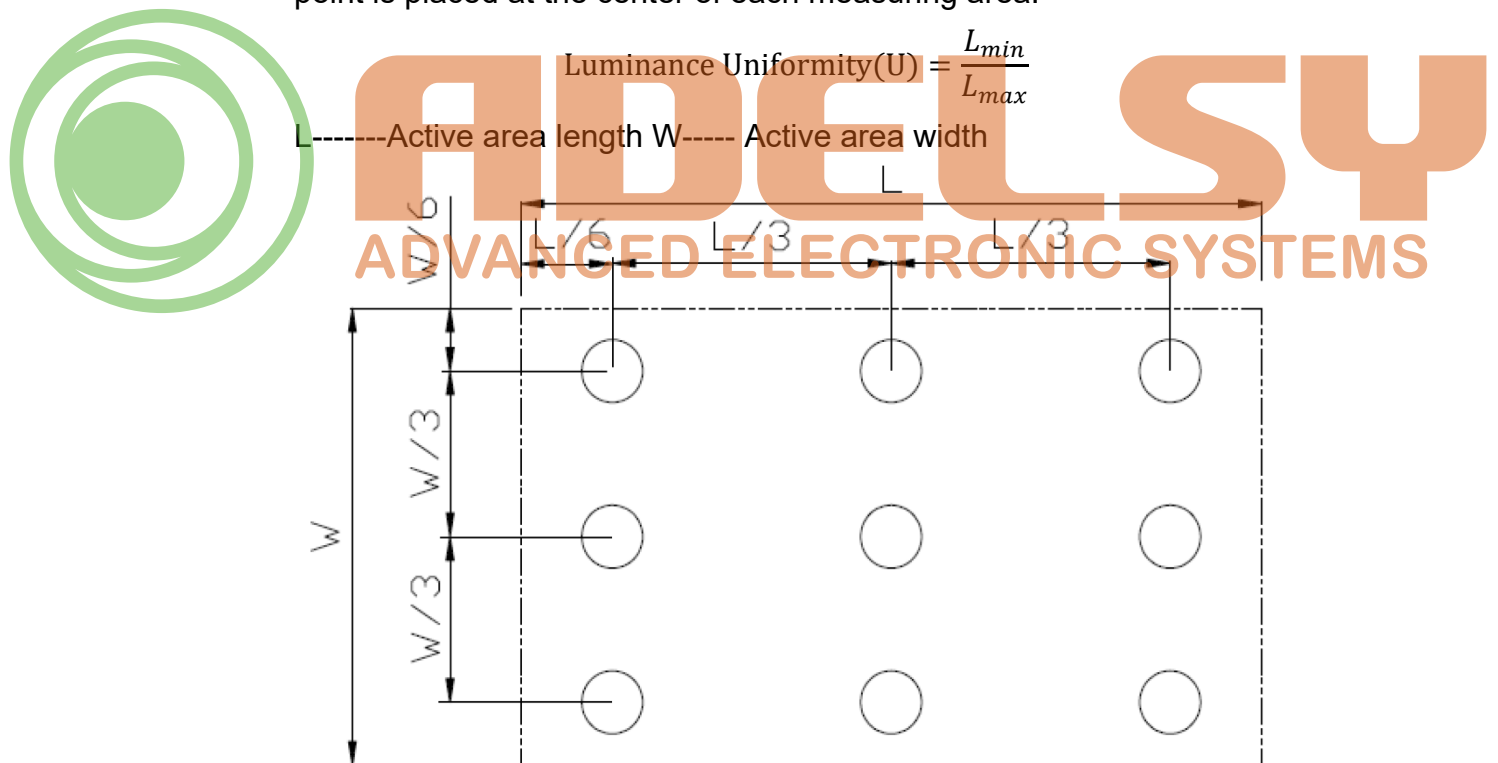 point is placed at the center of each measuring area.
Luminance Uniformity(U) = L_min / L_max
L-------Active area length W----- Active area width
ADELSY
ADVANCED ELECTRONIC SYSTEMS
L
W/6
L/6 L/3 L/3
W/3
W
W/3